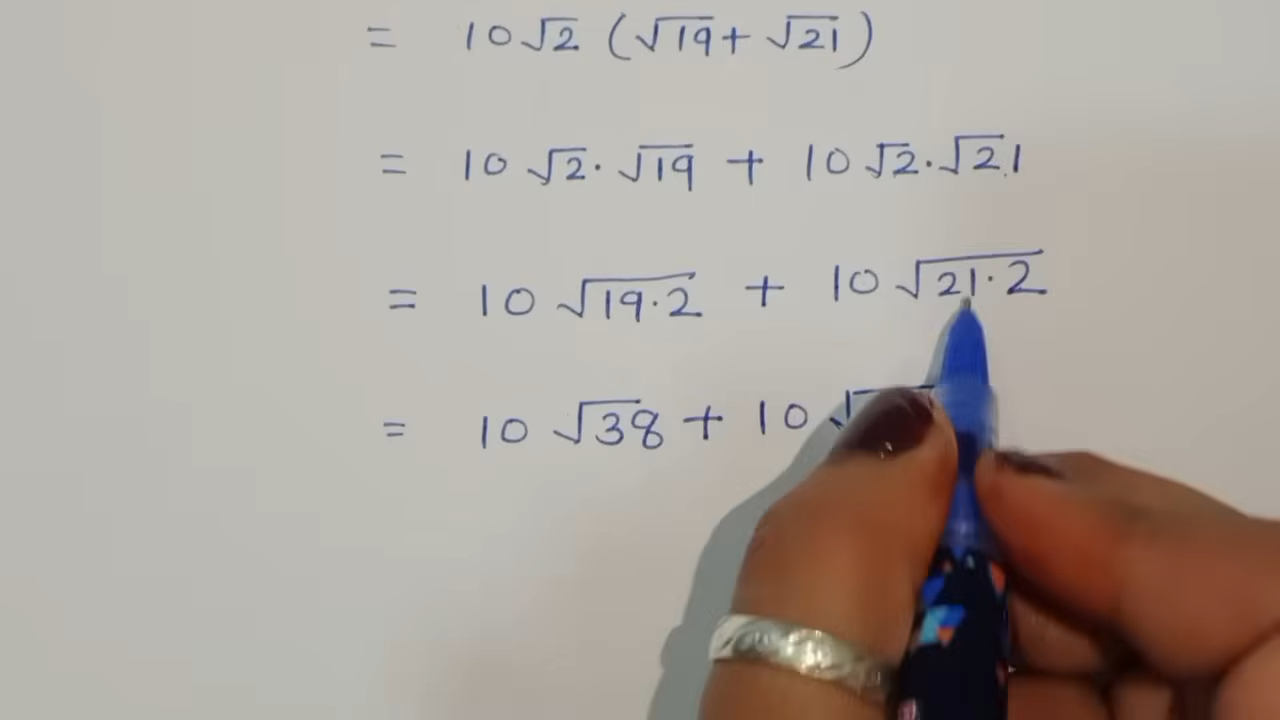 = 10√2 (√19 + √21)
= 10√2 · √19 + 10√2 · √21
= 10√19·2 + 10√21·2
= 10√38 + 10√